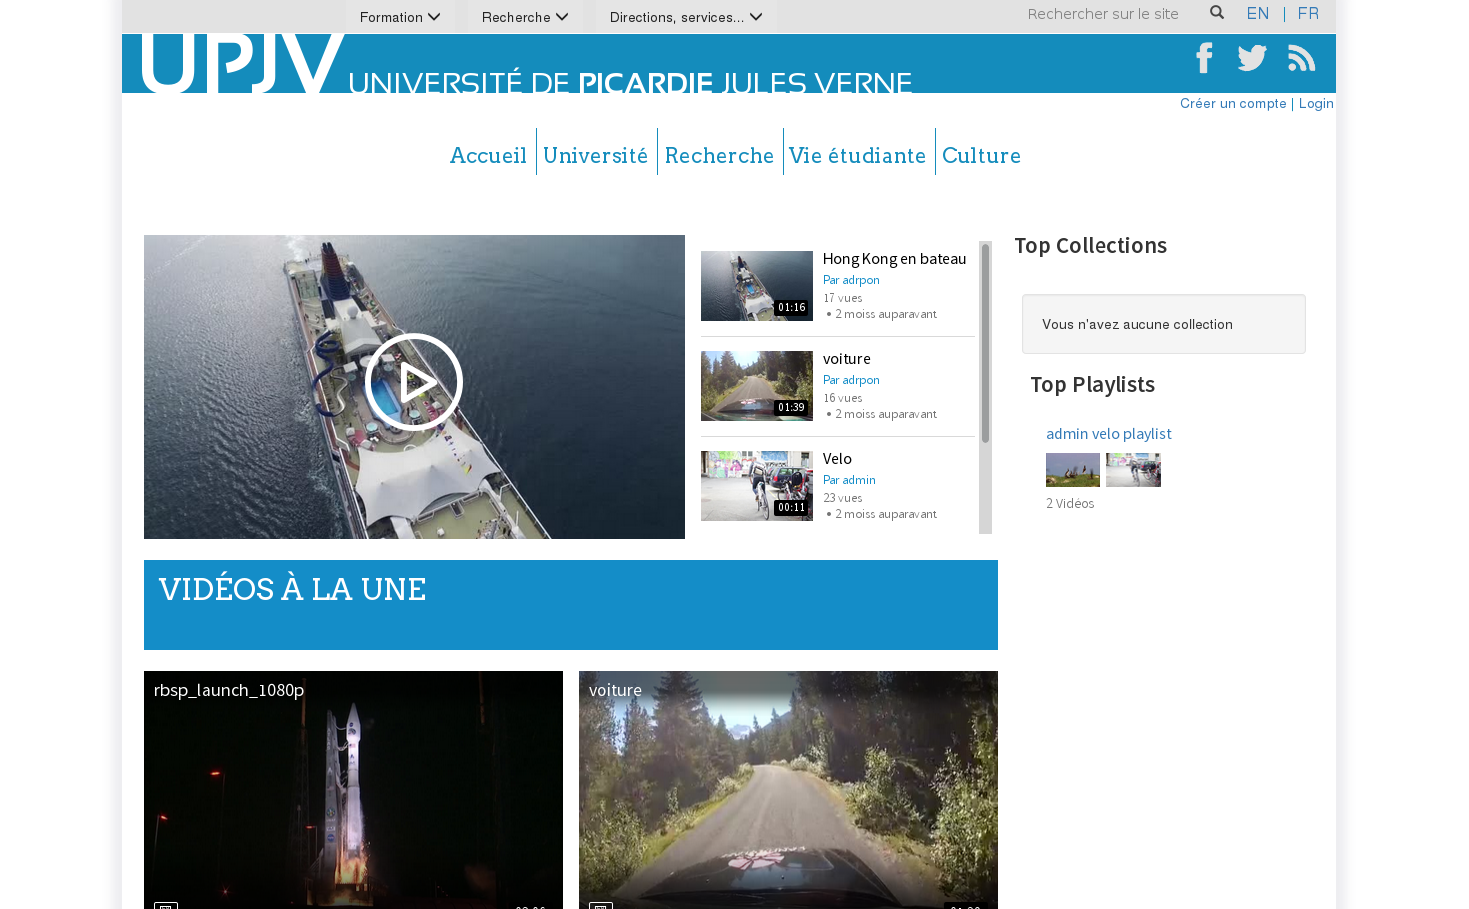 Formation
Recherche
Directions, services...
Rechercher sur le site
EN | FR
UPJV UNIVERSITÉ DE PICARDIE JULES VERNE
Créer un compte | Login
Accueil
Université
Recherche
Vie étudiante
Culture
Hong Kong en bateau
Par adrpon
17 vues
• 2 moiss auparavant
01:16
voiture
Par adrpon
16 vues
• 2 moiss auparavant
01:39
Velo
Par admin
23 vues
• 2 moiss auparavant
00:11
Top Collections
Vous n'avez aucune collection
Top Playlists
admin velo playlist
2 Vidéos
VIDÉOS À LA UNE
rbsp_launch_1080p
voiture